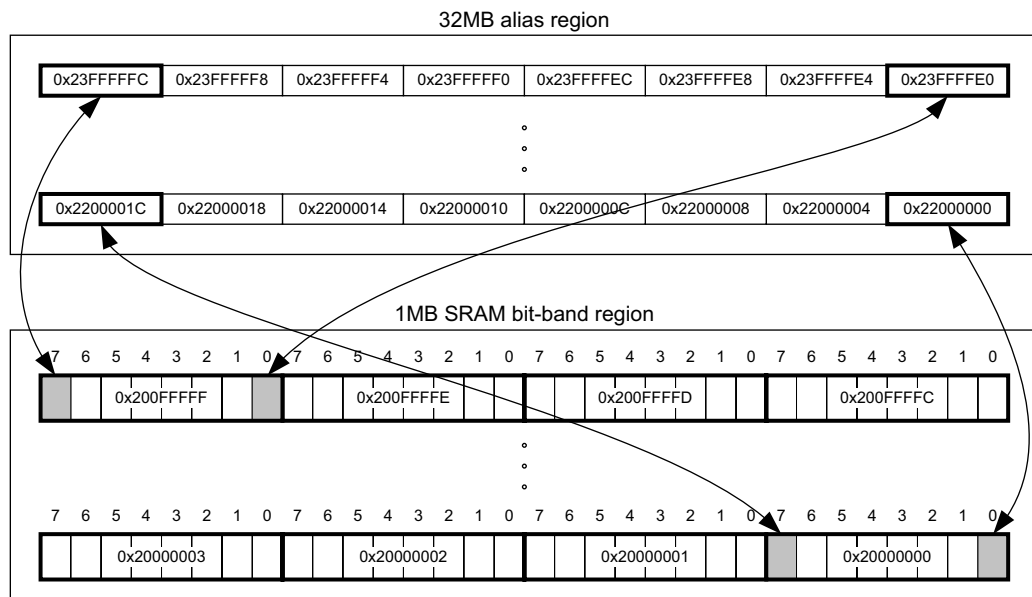 32MB alias region
0x23FFFFFC 0x23FFFFF8 0x23FFFFF4 0x23FFFFF0 0x23FFFFEC 0x23FFFFE8 0x23FFFFE4 0x23FFFFE0
0x2200001C 0x22000018 0x22000014 0x22000010 0x2200000C 0x22000008 0x22000004 0x22000000
1MB SRAM bit-band region
7 6 5 4 3 2 1 0 7 6 5 4 3 2 1 0 7 6 5 4 3 2 1 0 7 6 5 4 3 2 1 0
0x200FFFFF 0x200FFFFE 0x200FFFFD 0x200FFFFC
7 6 5 4 3 2 1 0 7 6 5 4 3 2 1 0 7 6 5 4 3 2 1 0 7 6 5 4 3 2 1 0
0x20000003 0x20000002 0x20000001 0x20000000